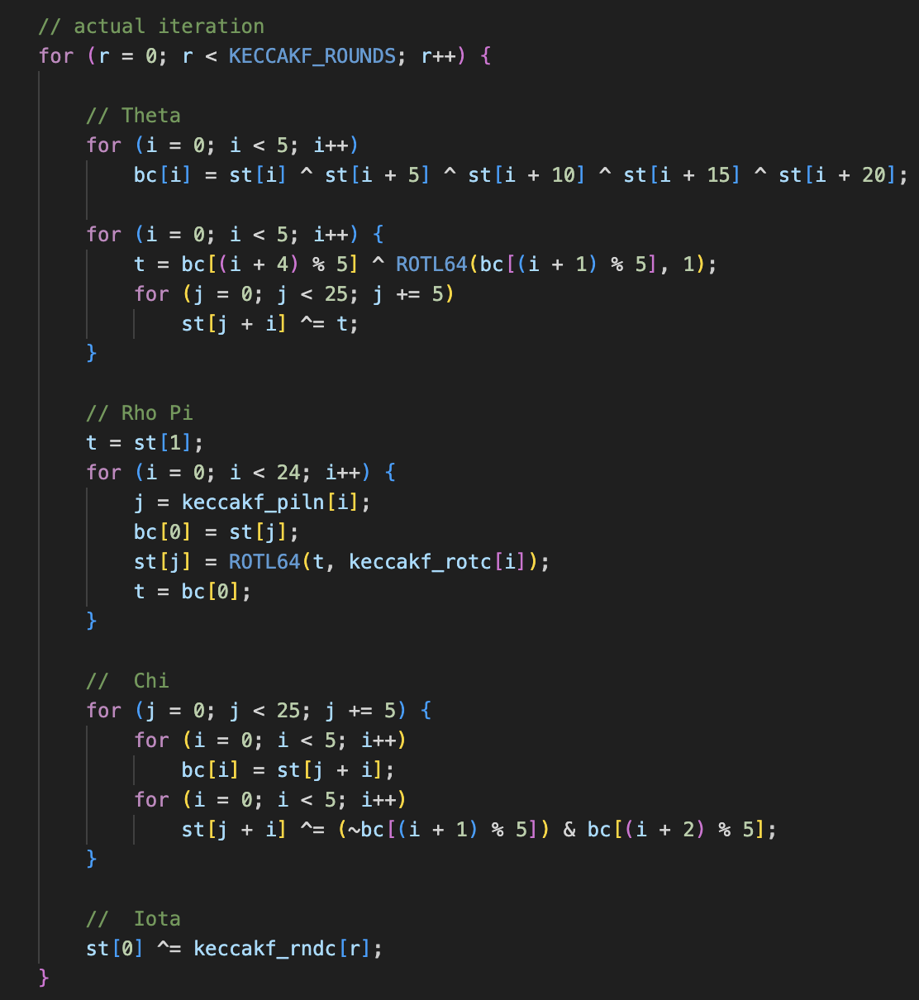 // actual iteration
for (r = 0; r < KECCAKF_ROUNDS; r++) {
// Theta
for (i = 0; i < 5; i++)
bc[i] = st[i] ^ st[i + 5] ^ st[i + 10] ^ st[i + 15] ^ st[i + 20];
for (i = 0; i < 5; i++) {
t = bc[(i + 4) % 5] ^ ROTL64(bc[(i + 1) % 5], 1);
for (j = 0; j < 25; j += 5)
st[j + i] ^= t;
}
// Rho Pi
t = st[1];
for (i = 0; i < 24; i++) {
j = keccakf_piln[i];
bc[0] = st[j];
st[j] = ROTL64(t, keccakf_rotc[i]);
t = bc[0];
}
//  Chi
for (j = 0; j < 25; j += 5) {
for (i = 0; i < 5; i++)
bc[i] = st[j + i];
for (i = 0; i < 5; i++)
st[j + i] ^= (~bc[(i + 1) % 5]) & bc[(i + 2) % 5];
}
//  Iota
st[0] ^= keccakf_rndc[r];
}